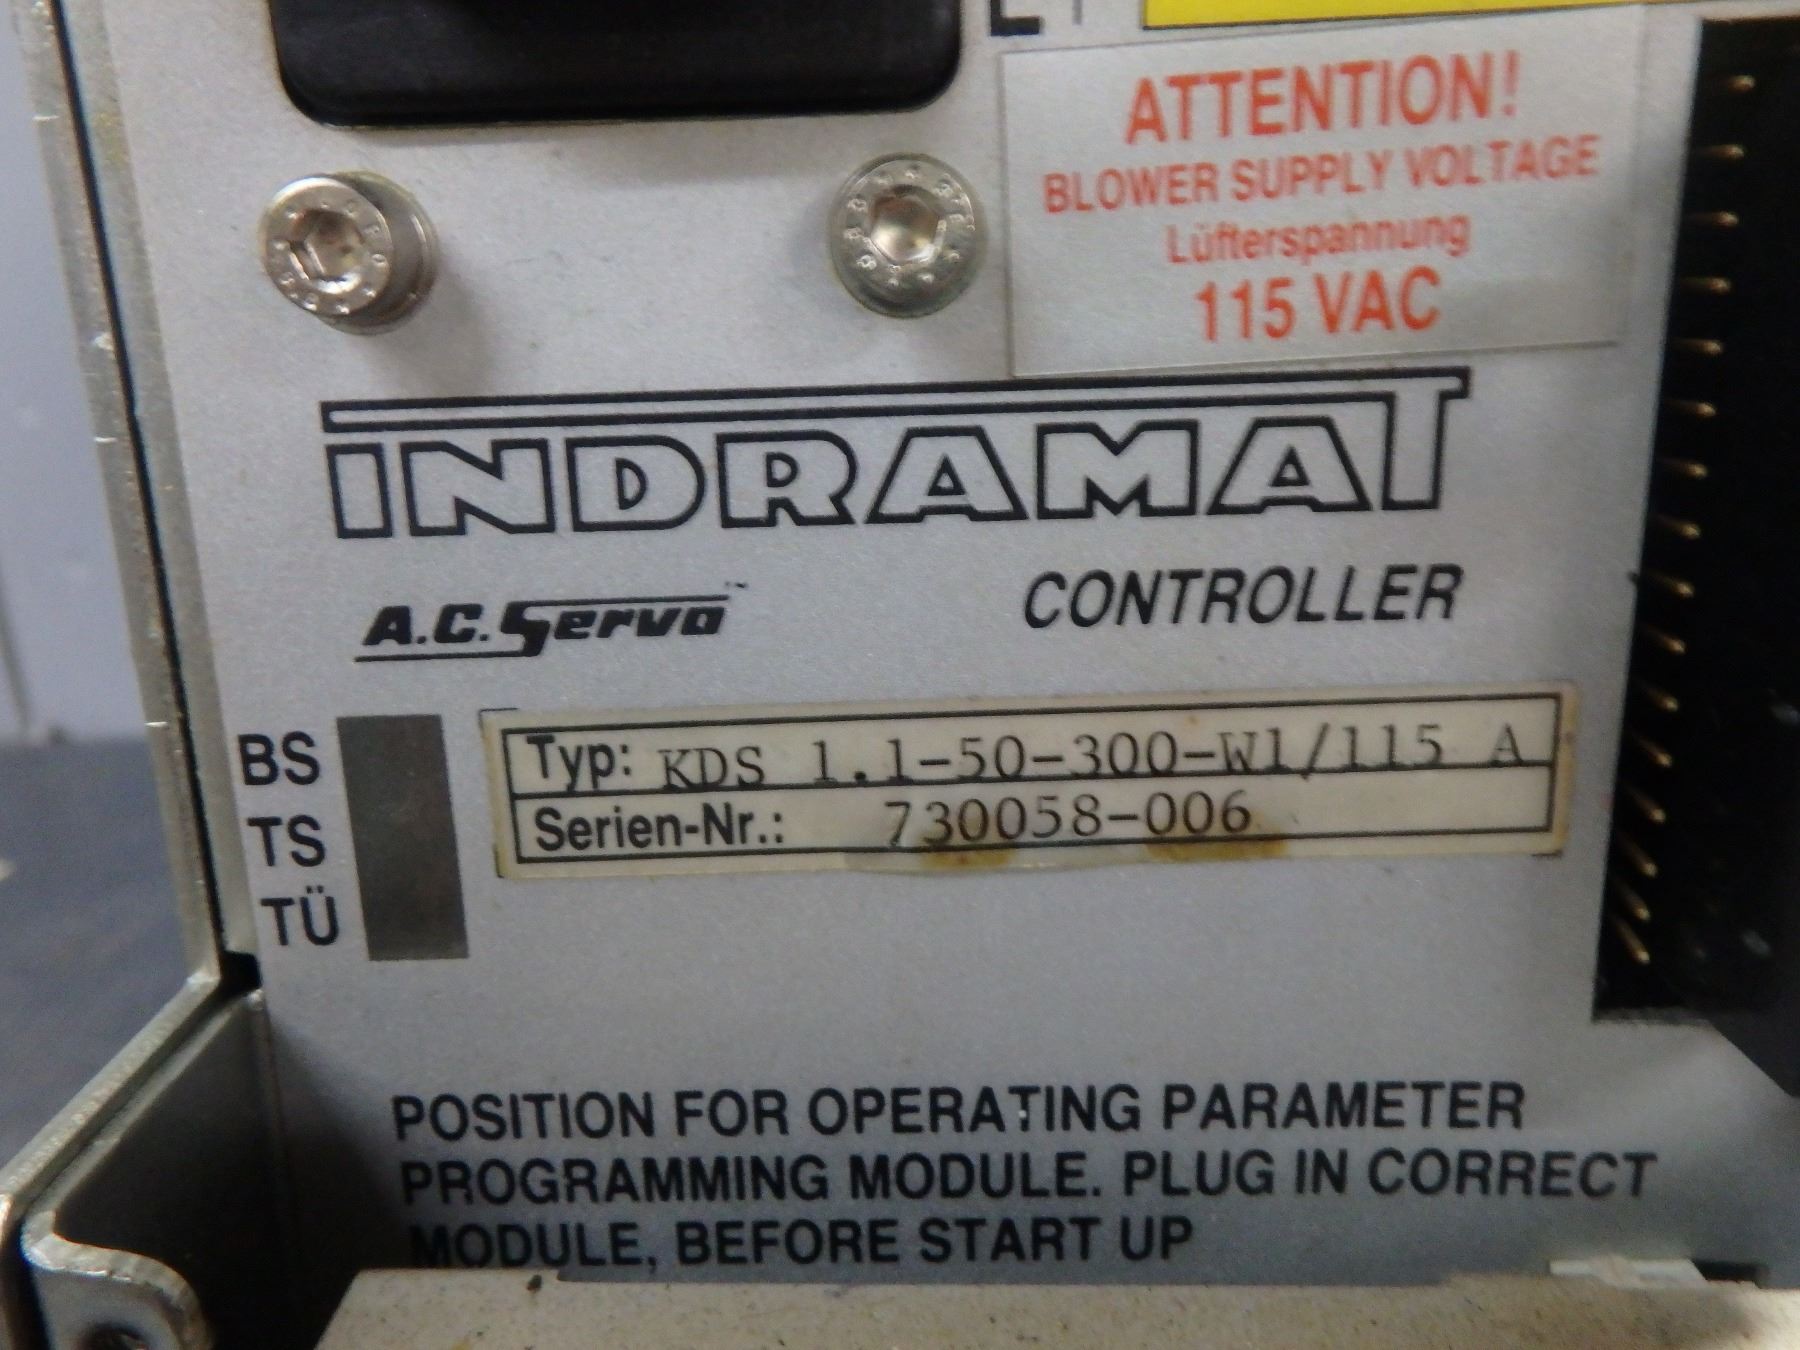 ATTENTION!
BLOWER SUPPLY VOLTAGE
Lüfterspannung
115 VAC
INDRAMAT
A.C. Servo CONTROLLER
BS
TS
TÜ
Typ: KDS 1.1-50-300-W1/115 A
Serien-Nr.: 730058-006
POSITION FOR OPERATING PARAMETER
PROGRAMMING MODULE. PLUG IN CORRECT
MODULE, BEFORE START UP